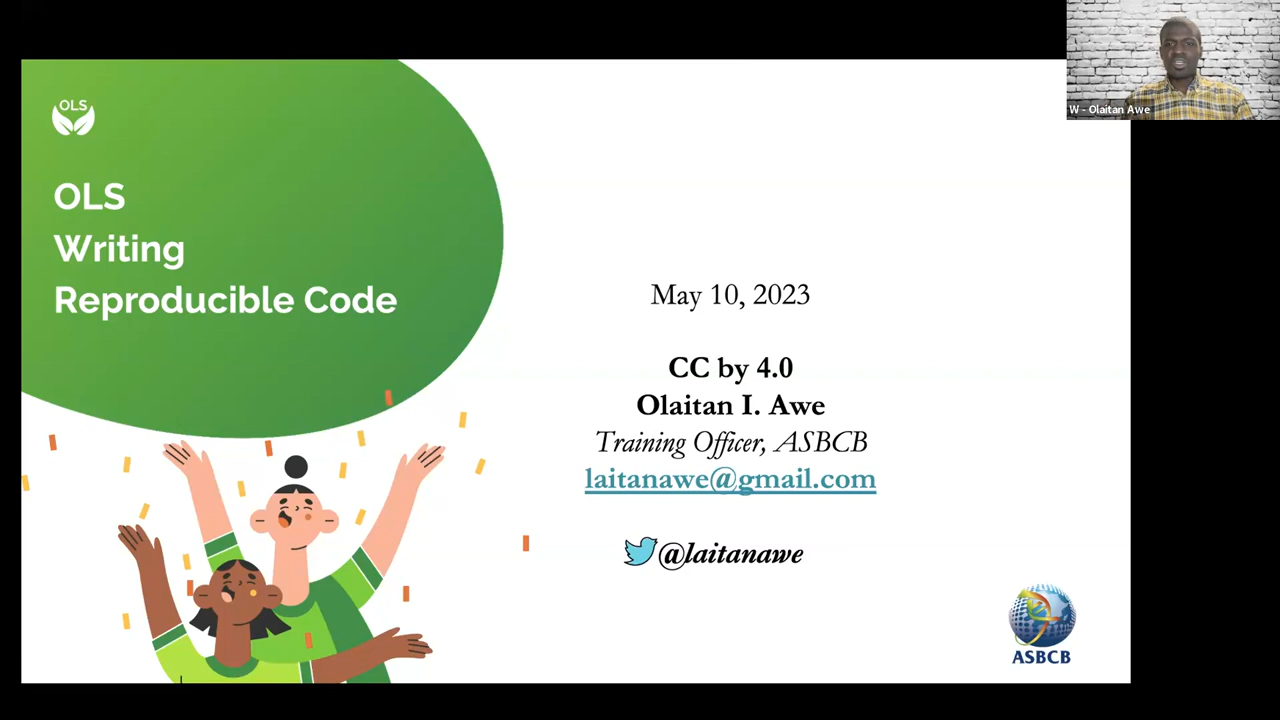 OLS
OLS
Writing
Reproducible Code
May 10, 2023
CC by 4.0
Olaitan I. Awe
Training Officer, ASBCB
laitanawe@gmail.com
@laitanawe
ASBCB
W - Olaitan Awe